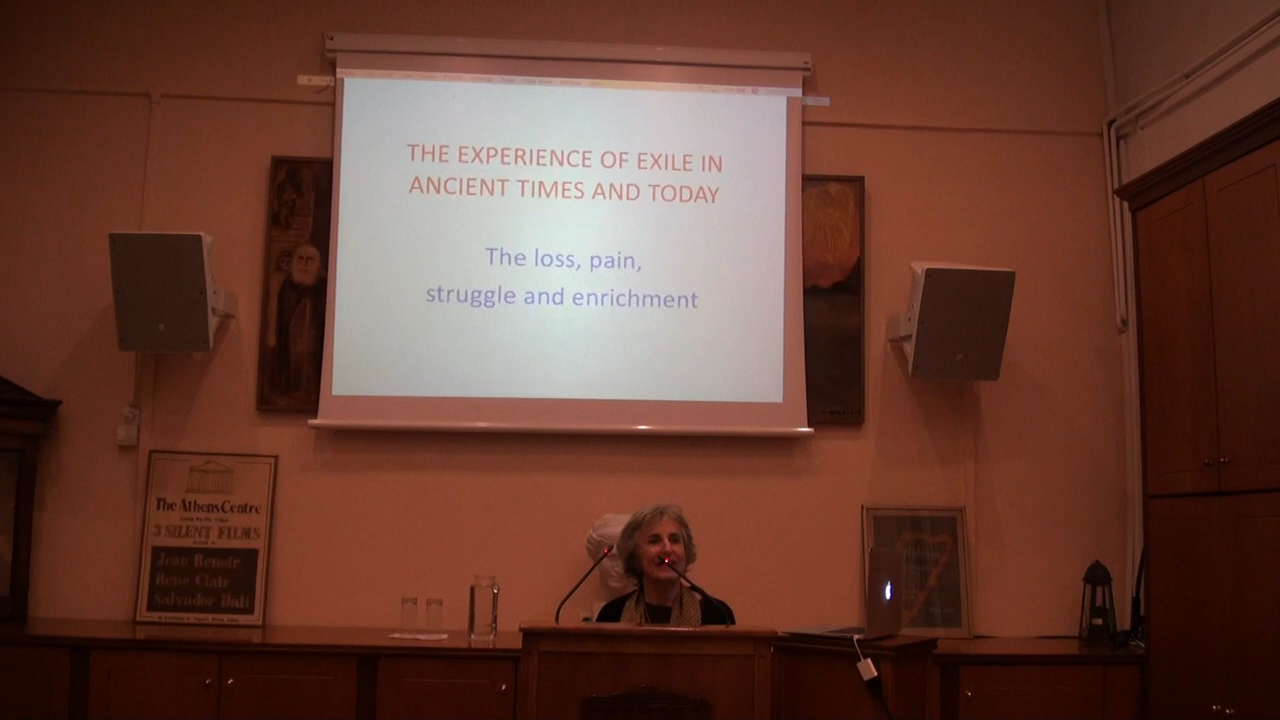 THE EXPERIENCE OF EXILE IN
ANCIENT TIMES AND TODAY
The loss, pain,
struggle and enrichment
The Athens Centre
3 SILENT FILMS
Jean Renoir
Rene Clair
Salvador Dali